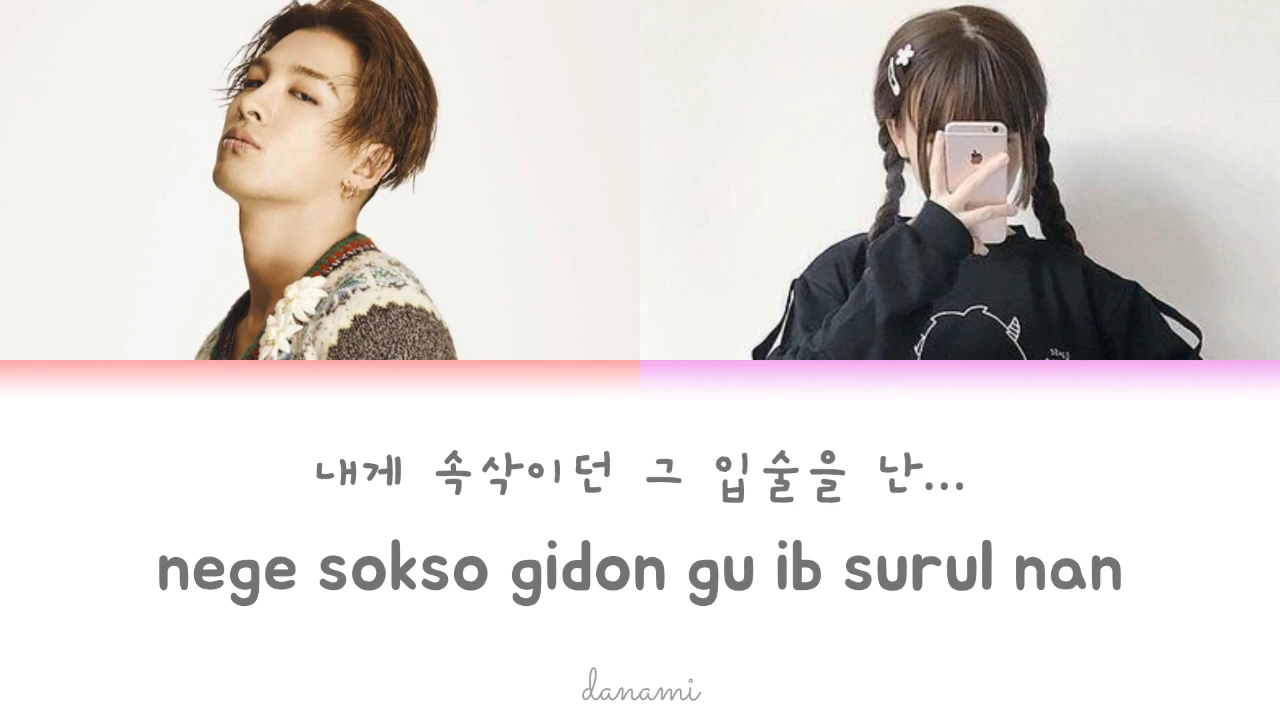 내게 속삭이던 그 입술을 난...
nege sokso gidon gu ib surul nan
danami